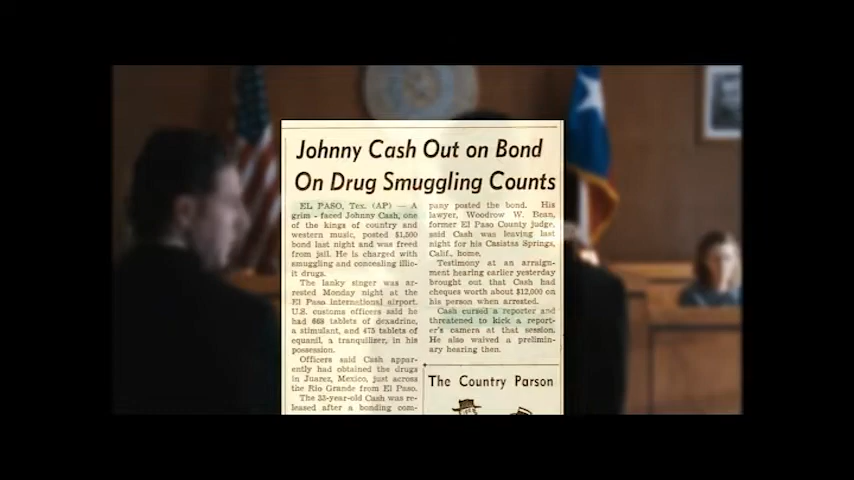 Johnny Cash Out on Bond
On Drug Smuggling Counts
EL PASO, Tex. (AP) — A
grim - faced Johnny Cash, one
of the kings of country and
western music, posted $1,500
bond last night and was freed
from jail. He is charged with
smuggling and concealing illic-
it drugs.
The lanky singer was ar-
rested Monday night at the
El Paso international airport.
U.S. customs officers said he
had 668 tablets of dexadrine,
a stimulant, and 475 tablets of
equanil, a tranquilizer, in his
possession.
Officers said Cash appar-
ently had obtained the drugs
in Juarez, Mexico, just across
the Rio Grande from El Paso.
The 33-year-old Cash was re-
leased after a bonding com-
pany posted the bond. His
lawyer, Woodrow W. Bean,
former El Paso County judge,
said Cash was leaving last
night for his Casistas Springs,
Calif., home.
Testimony at an arraign-
ment hearing earlier yesterday
brought out that Cash had
cheques worth about $12,000 on
his person when arrested.
Cash cursed a reporter and
threatened to kick a report-
er's camera at that session.
He also waived a prelimin-
ary hearing then.
The Country Parson